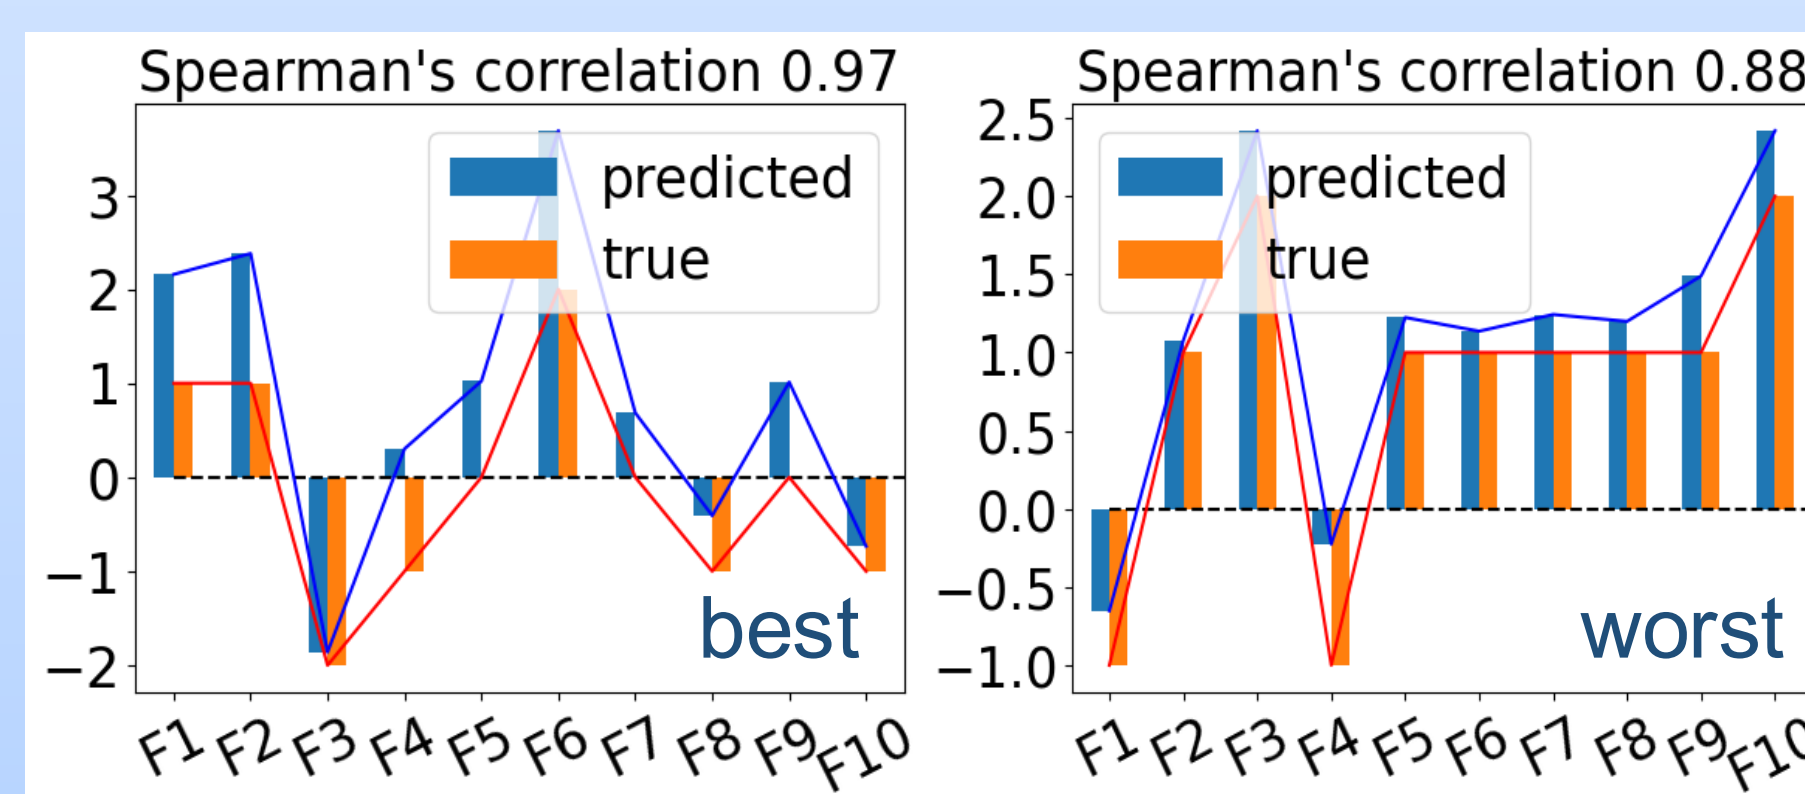 Spearman's correlation 0.97
predicted
true
3
2
1
0
−1
−2
best
F1 F2 F3 F4 F5 F6 F7 F8 F9 F10
Spearman's correlation 0.88
predicted
true
2.5
2.0
1.5
1.0
0.5
0.0
−0.5
−1.0
worst
F1 F2 F3 F4 F5 F6 F7 F8 F9 F10